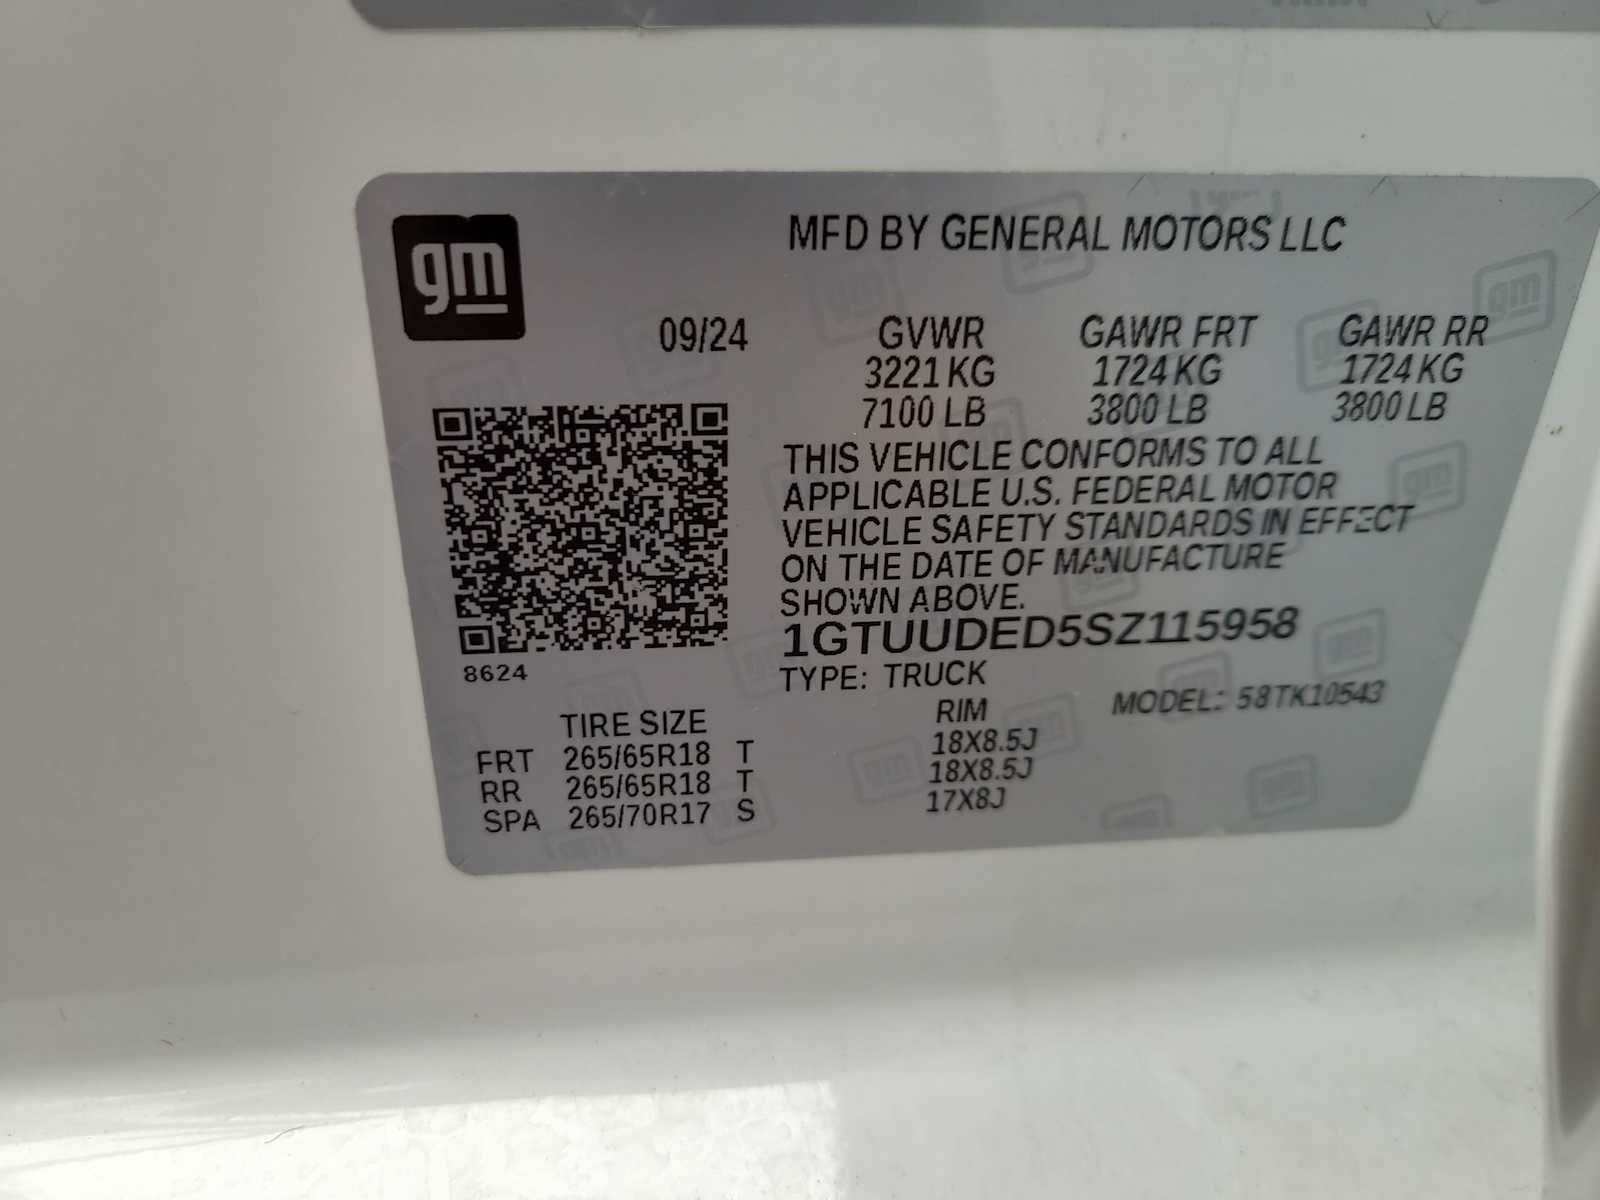 gm
MFD BY GENERAL MOTORS LLC
09/24 GVWR GAWR FRT GAWR RR
3221 KG 1724 KG 1724 KG
7100 LB 3800 LB 3800 LB
THIS VEHICLE CONFORMS TO ALL
APPLICABLE U.S. FEDERAL MOTOR
VEHICLE SAFETY STANDARDS IN EFFECT
ON THE DATE OF MANUFACTURE
SHOWN ABOVE.
1GTUUDED5SZ115958
8624
TYPE: TRUCK
MODEL: 58TK10543
TIRE SIZE RIM
FRT 265/65R18 T 18X8.5J
RR 265/65R18 T 18X8.5J
SPA 265/70R17 S 17X8J